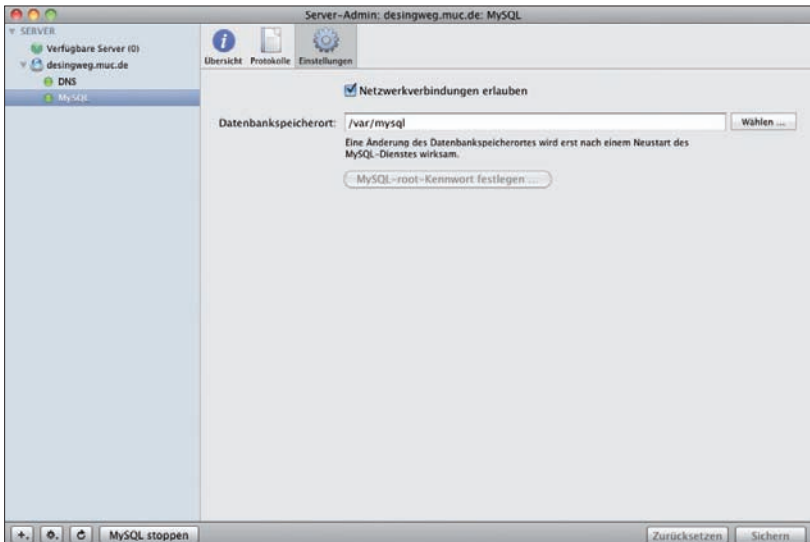 Server-Admin: desingweg.muc.de: MySQL
SERVER
Verfügbare Server (0)
desingweg.muc.de
DNS
MySQL
Übersicht Protokolle Einstellungen
Netzwerkverbindungen erlauben
Datenbankspeicherort: /var/mysql Wählen ...
Eine Änderung des Datenbankspeicherortes wird erst nach einem Neustart des
MySQL-Dienstes wirksam.
MySQL-root-Kennwort festlegen ...
MySQL stoppen Zurücksetzen Sichern